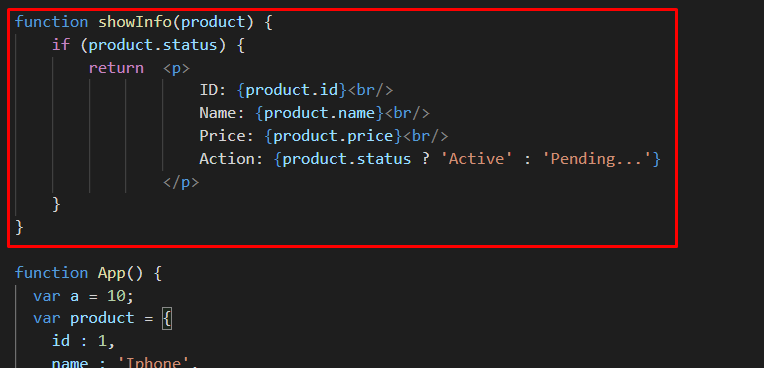 function showInfo(product) {
if (product.status) {
return <p>
ID: {product.id}<br/>
Name: {product.name}<br/>
Price: {product.price}<br/>
Action: {product.status ? 'Active' : 'Pending...'}
</p>
}
}
function App() {
var a = 10;
var product = {
id : 1,
name : 'Iphone',